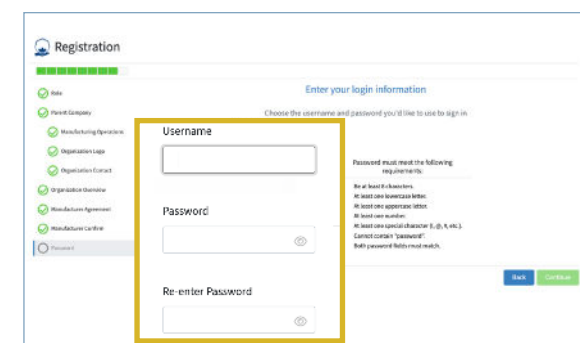 Registration
Role
Parent Company
Manufacturing Operations
Organization Logo
Organization Contact
Organization Overview
Manufacturer Agreement
Manufacturer Confirm
Password
Enter your login information
Choose the username and password you'd like to use to sign in
Username
Password
Re-enter Password
Password must meet the following
requirements:
Be at least 8 characters.
At least one lowercase letter.
At least one uppercase letter.
At least one number.
At least one special character (!, @, #, etc.).
Cannot contain "password".
Both password fields must match.
Back
Continue